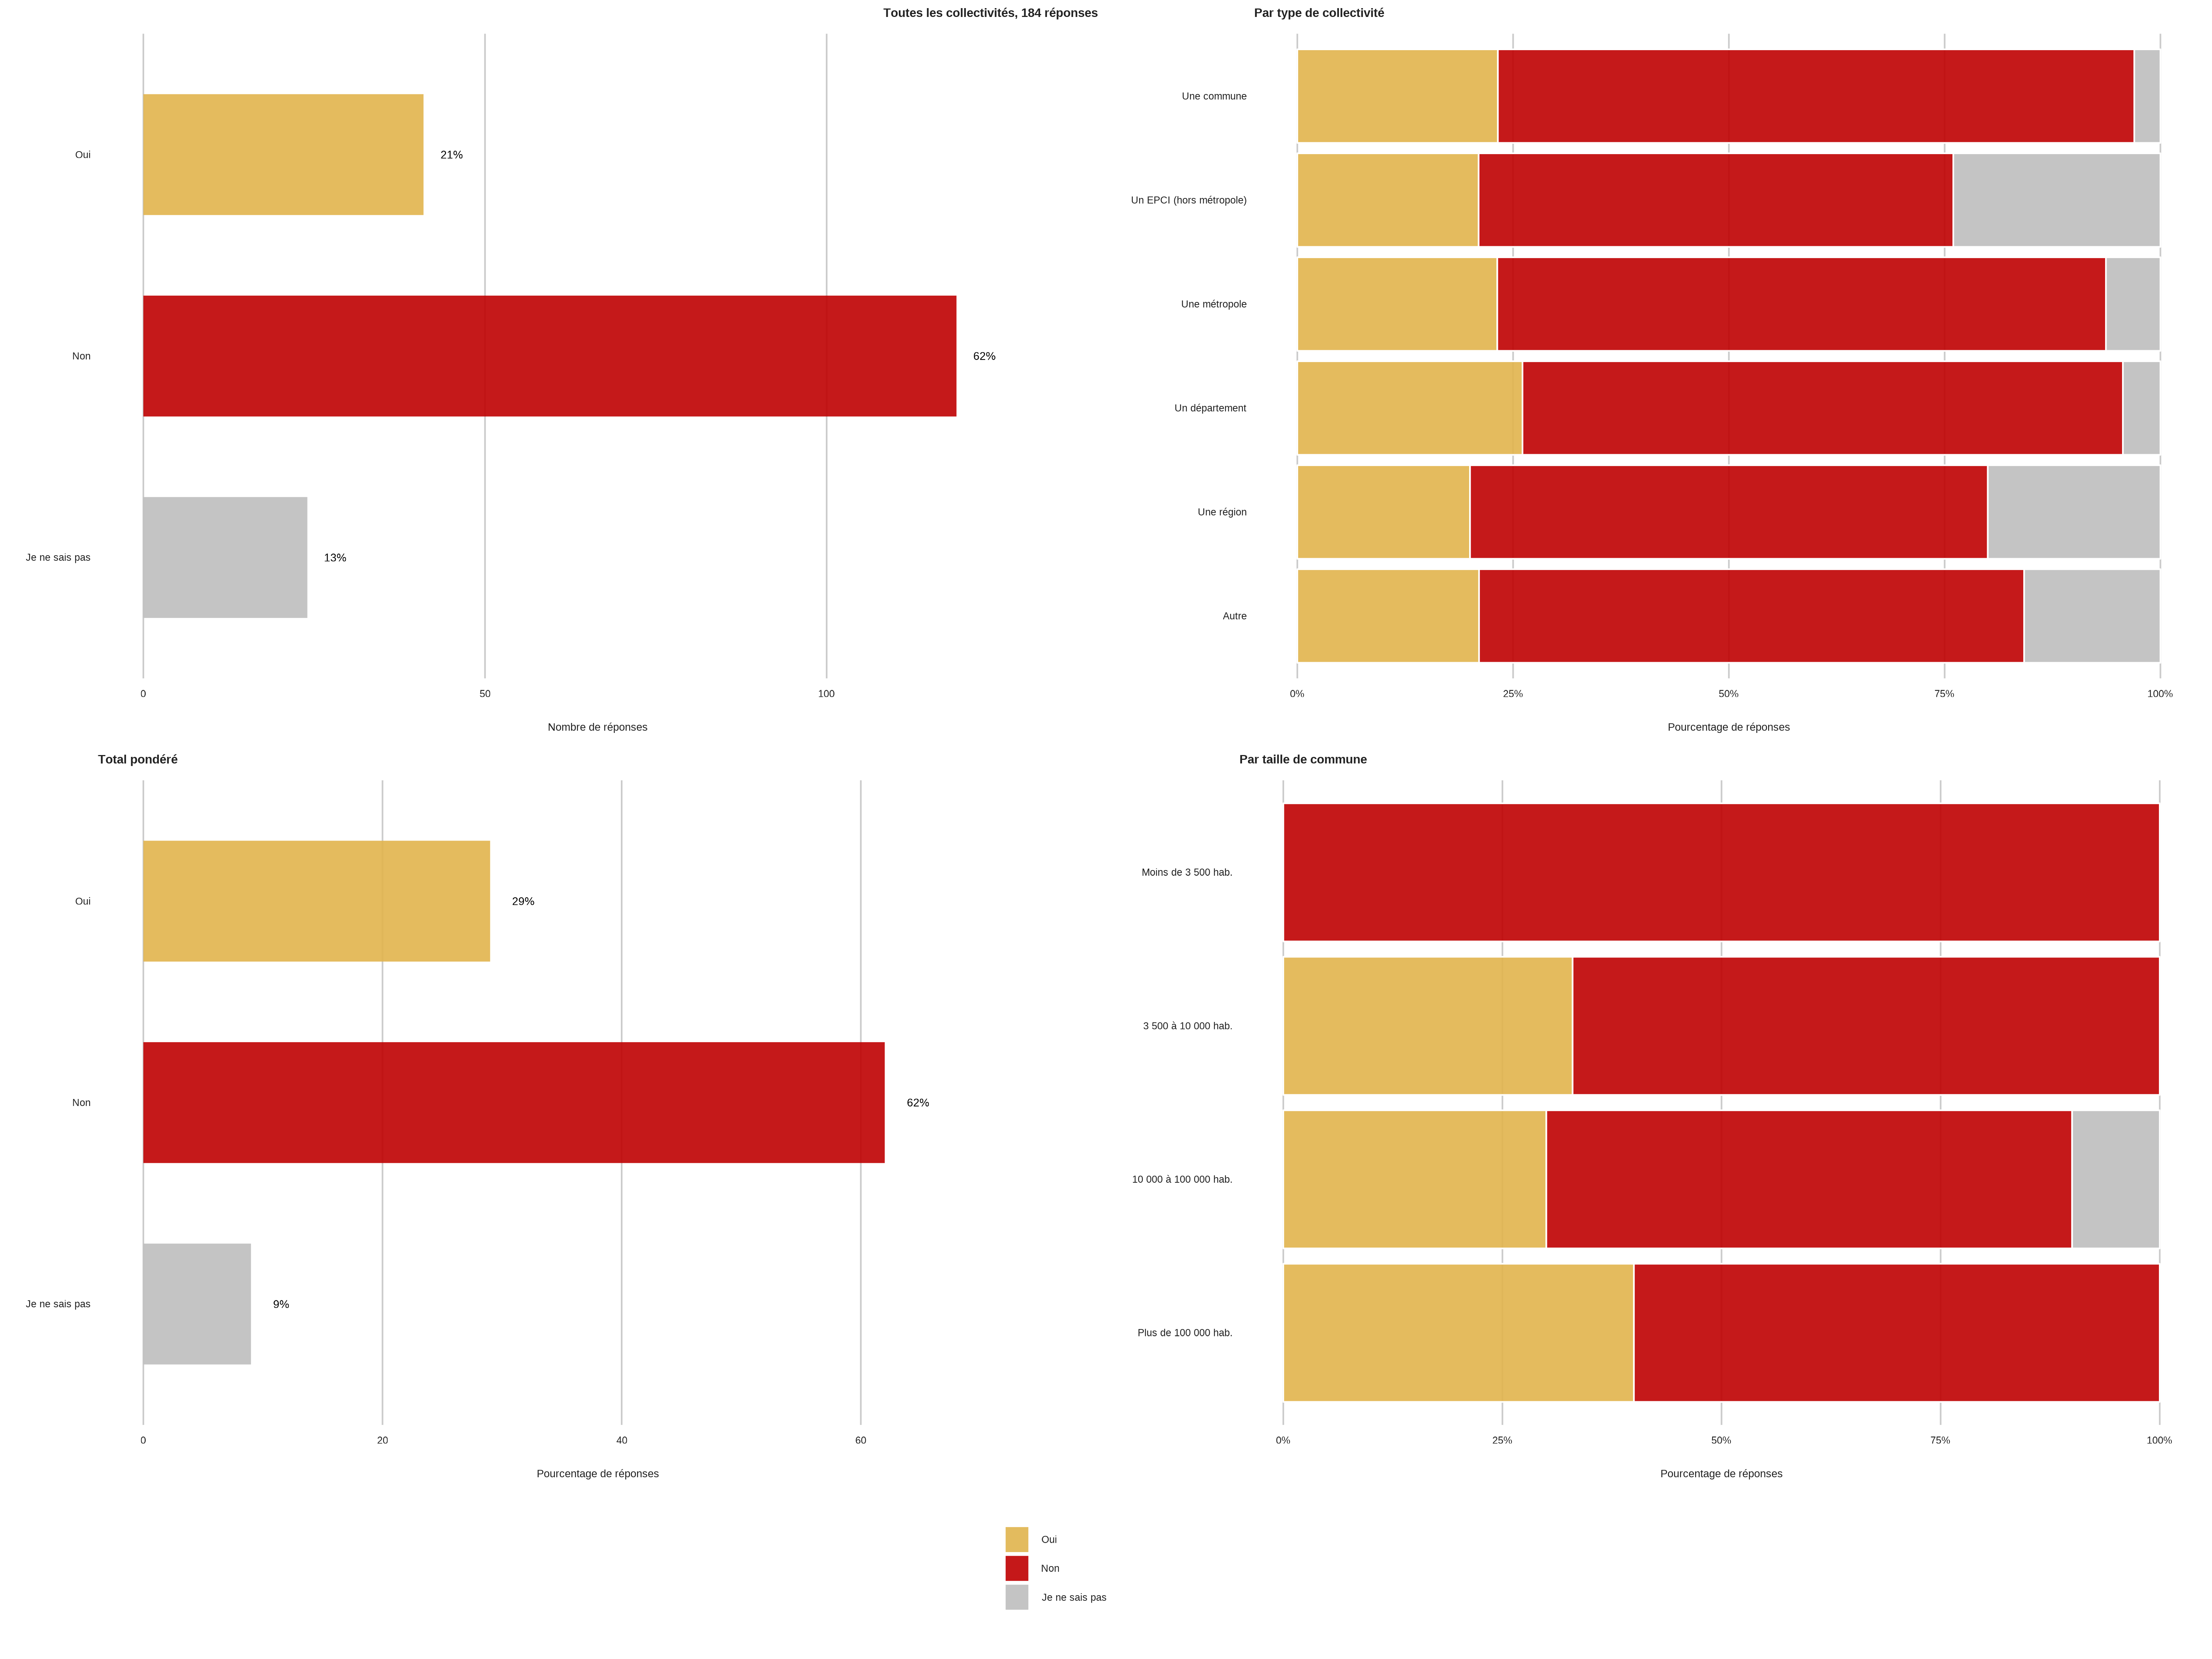 Toutes les collectivités, 184 réponses
Oui
21%
Non
62%
Je ne sais pas
13%
0
50
100
Nombre de réponses
Par type de collectivité
Une commune
Un EPCI (hors métropole)
Une métropole
Un département
Une région
Autre
0%
25%
50%
75%
100%
Pourcentage de réponses
Total pondéré
Oui
29%
Non
62%
Je ne sais pas
9%
0
20
40
60
Pourcentage de réponses
Par taille de commune
Moins de 3 500 hab.
3 500 à 10 000 hab.
10 000 à 100 000 hab.
Plus de 100 000 hab.
0%
25%
50%
75%
100%
Pourcentage de réponses
Oui
Non
Je ne sais pas